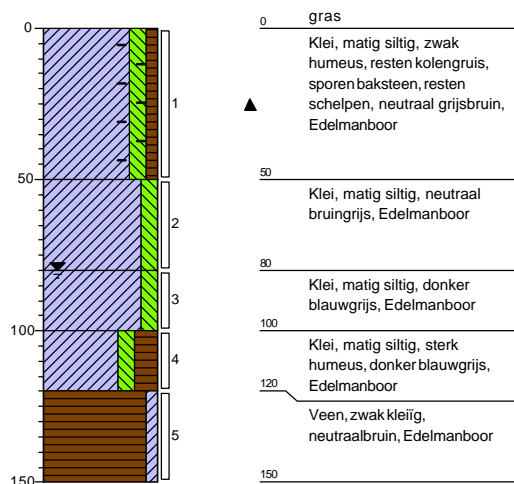 0
50
100
150
1
2
3
4
5
0 gras
Klei, matig siltig, zwak
humeus, resten kolengruis,
sporen baksteen, resten
schelpen, neutraal grijsbruin,
Edelmanboor
50
Klei, matig siltig, neutraal
bruingrijs, Edelmanboor
80
Klei, matig siltig, donker
blauwgrijs, Edelmanboor
100
Klei, matig siltig, sterk
humeus, donker blauwgrijs,
Edelmanboor
120
Veen, zwak kleiïg,
neutraalbruin, Edelmanboor
150